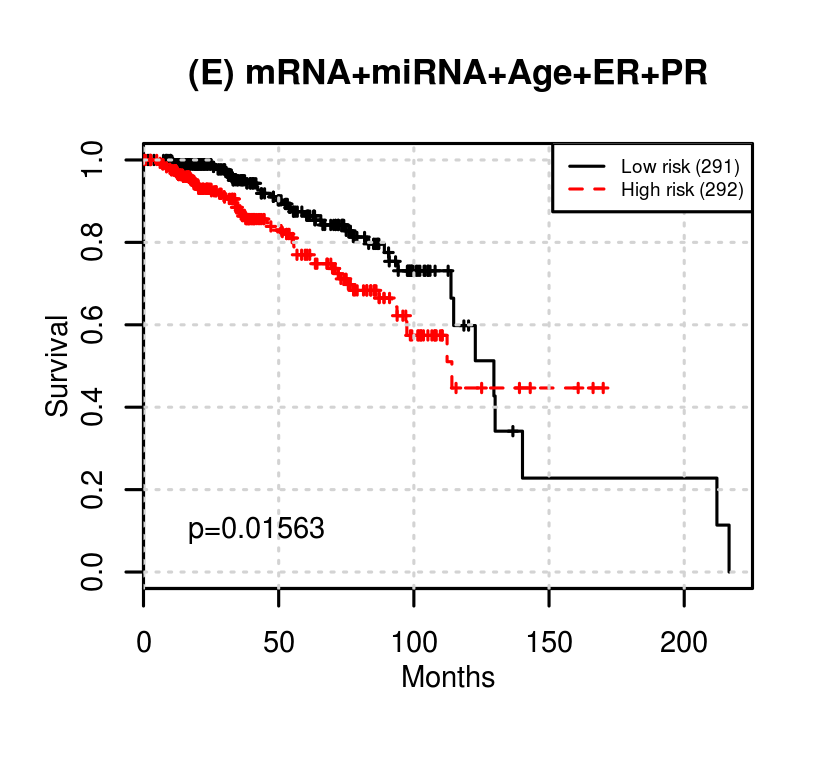 (E) mRNA+miRNA+Age+ER+PR
Low risk (291)
High risk (292)
1.0
0.8
0.6
0.4
0.2
0.0
Survival
p=0.01563
0 50 100 150 200
Months